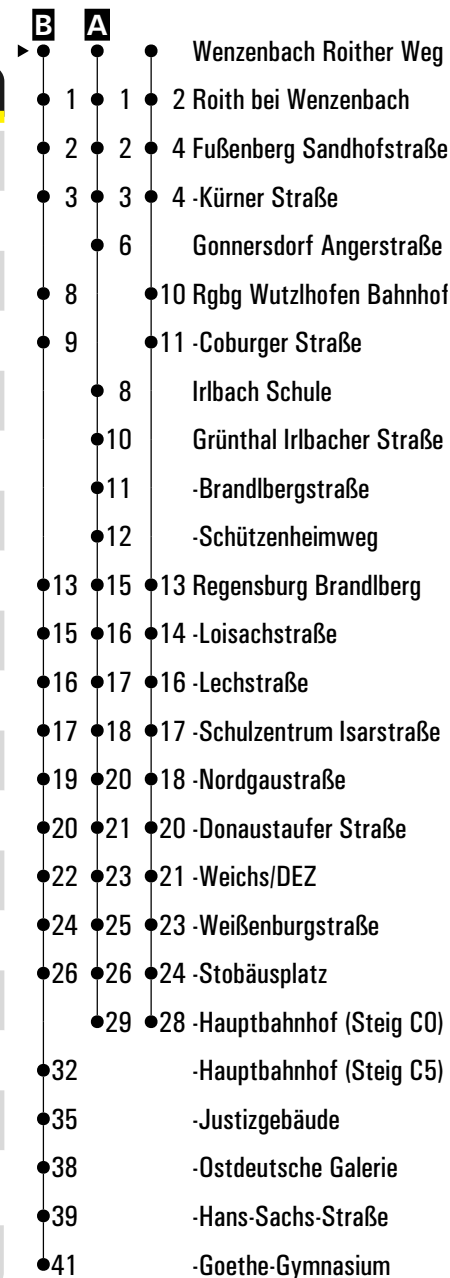 B A
Wenzenbach Roither Weg
1 1 2 Roith bei Wenzenbach
2 2 4 Fußenberg Sandhofstraße
3 3 4 -Kürner Straße
6 Gonnersdorf Angerstraße
8 10 Rgbg Wutzlhofen Bahnhof
9 11 -Coburger Straße
8 Irlbach Schule
10 Grünthal Irlbacher Straße
11 -Brandlbergstraße
12 -Schützenheimweg
13 15 13 Regensburg Brandlberg
15 16 14 -Loisachstraße
16 17 16 -Lechstraße
17 18 17 -Schulzentrum Isarstraße
19 20 18 -Nordgaustraße
20 21 20 -Donaustaufer Straße
22 23 21 -Weichs/DEZ
24 25 23 -Weißenburgstraße
26 26 24 -Stobäusplatz
29 28 -Hauptbahnhof (Steig C0)
32 -Hauptbahnhof (Steig C5)
35 -Justizgebäude
38 -Ostdeutsche Galerie
39 -Hans-Sachs-Straße
41 -Goethe-Gymnasium